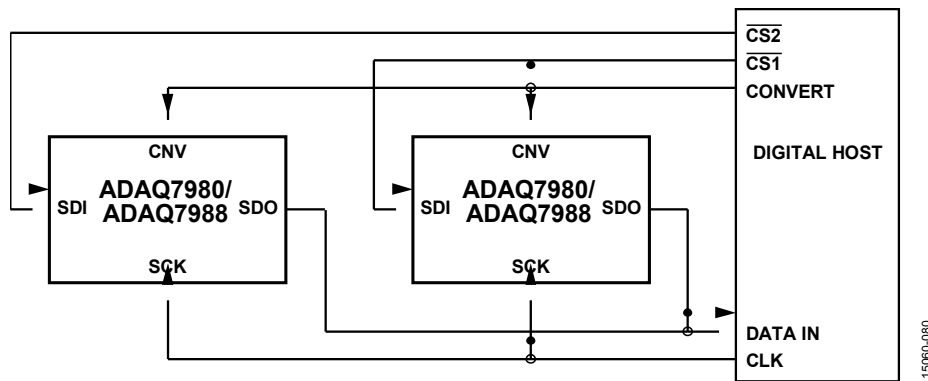 CS2
CS1
CONVERT
DIGITAL HOST
CNV
ADAQ7980/
ADAQ7988
SDI
SDO
SCK
CNV
ADAQ7980/
ADAQ7988
SDI
SDO
SCK
DATA IN
CLK
15060-080